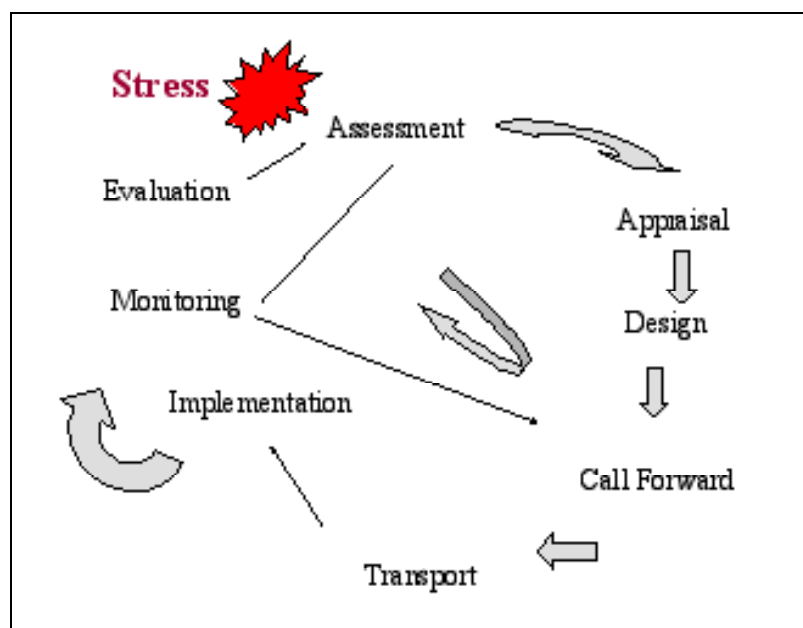 Stress
Assessment
Evaluation
Appraisal
Monitoring
Design
Implementation
Call Forward
Transport